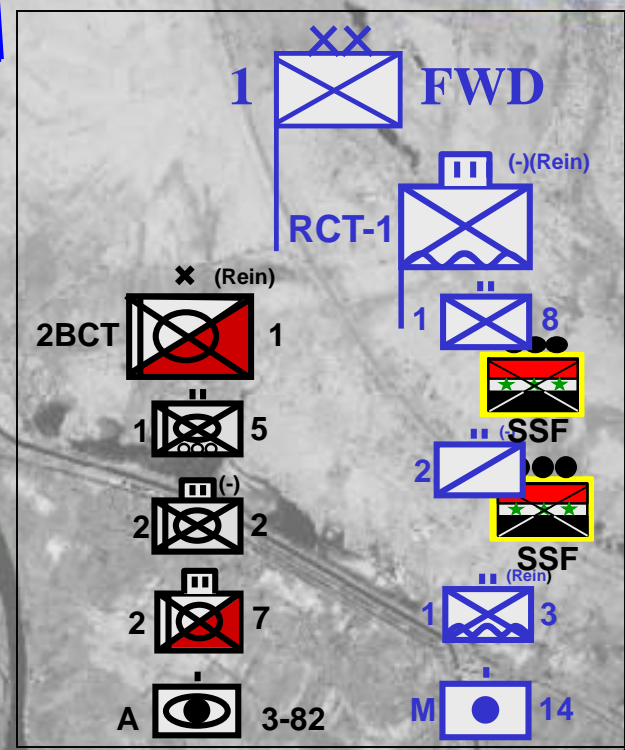 1 FWD
(-)(Rein)
RCT-1
1 8
SSF
2 (-
SSF
(Rein)
1 3
M 14
(Rein)
2BCT 1
1 5
(-)
2 2
2 7
A 3-82